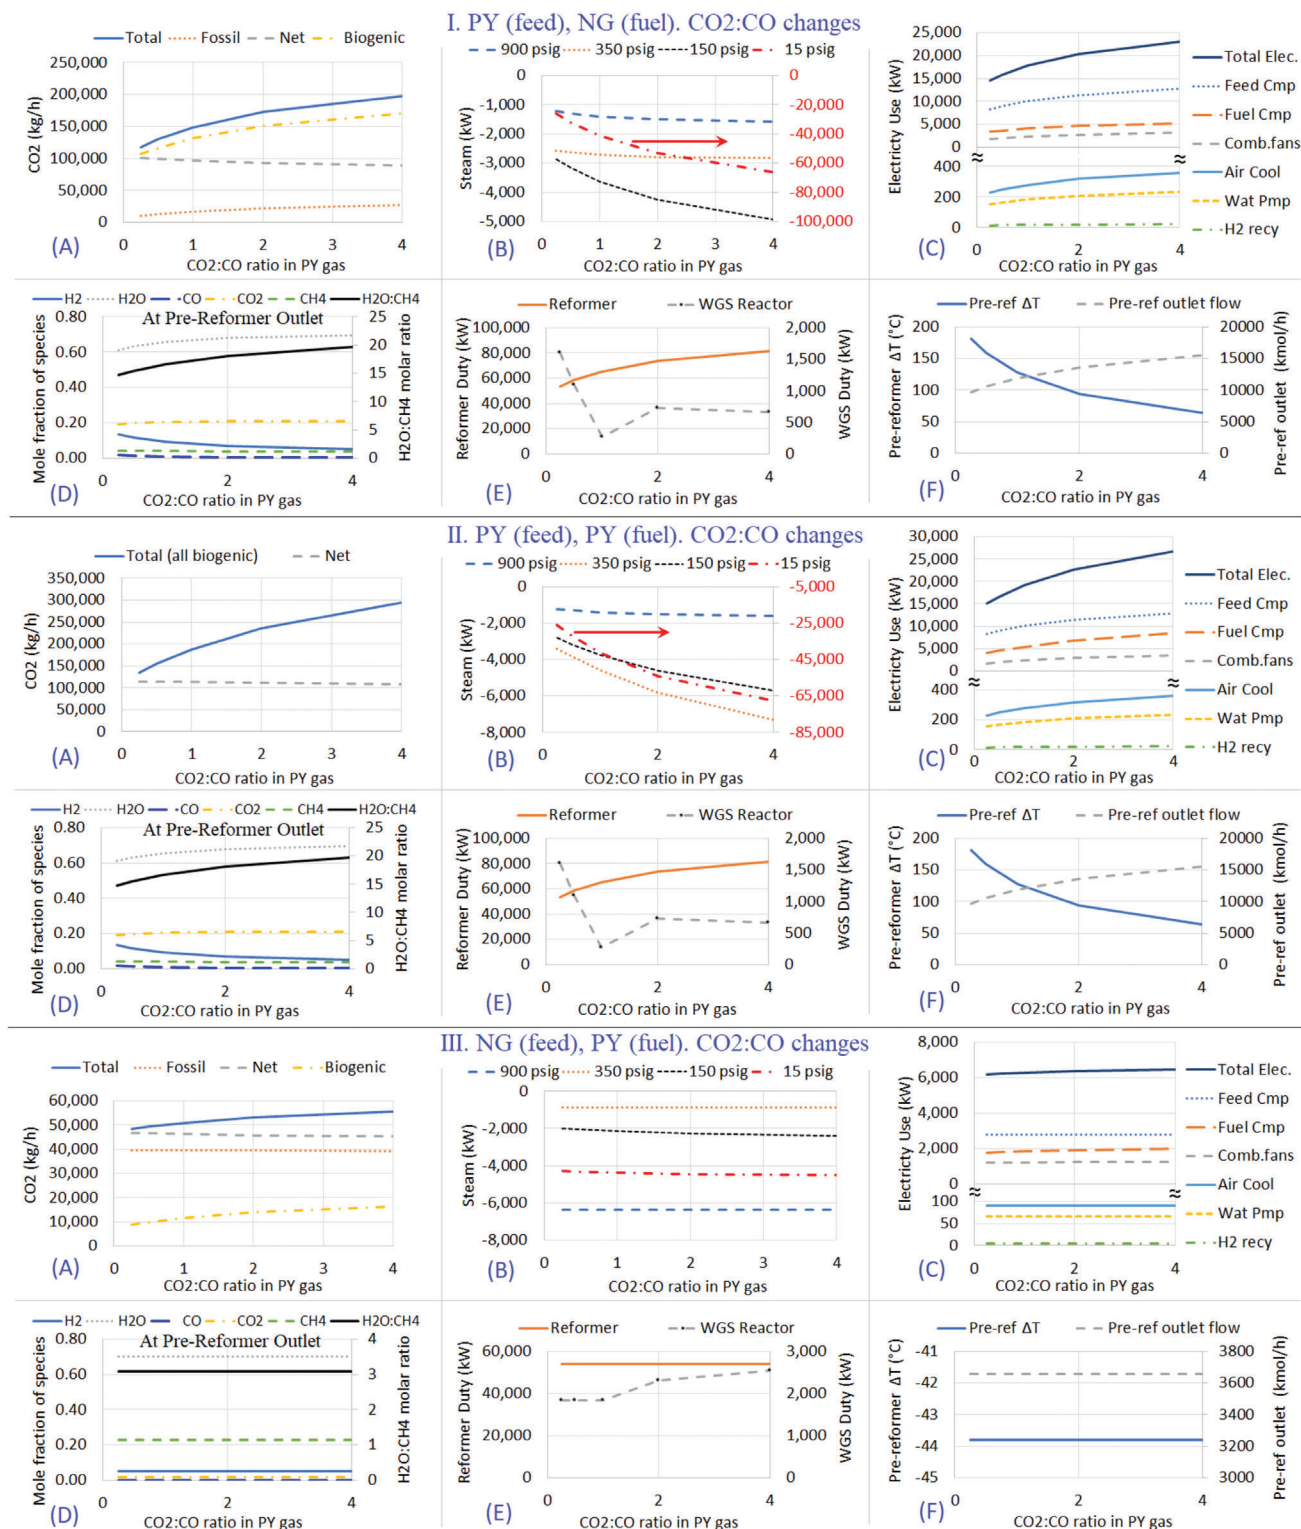 I. PY (feed), NG (fuel). CO2:CO changes
Total Fossil Net Biogenic
CO2 (kg/h)
250,000
200,000
150,000
100,000
50,000
0
0 1 2 3 4
(A)
CO2:CO ratio in PY gas
900 psig 350 psig 150 psig 15 psig
Steam (kW)
0 0
-1,000 -20,000
-2,000 -40,000
-3,000 -60,000
-4,000 -80,000
-5,000 -100,000
0 1 2 3 4
(B)
CO2:CO ratio in PY gas
Electricity Use (kW)
25,000
20,000
15,000
10,000
5,000
0
400
200
0
0 2 4
Total Elec.
Feed Cmp
Fuel Cmp
Comb.fans
Air Cool
Wat Pmp
H2 recy
(C)
CO2:CO ratio in PY gas
H2 H2O CO CO2 CH4 H2O:CH4
At Pre-Reformer Outlet
Mole fraction of species
0.80
0.60
0.40
0.20
0.00
25
20
15
10
5
0
H2O:CH4 molar ratio
0 2 4
(D)
CO2:CO ratio in PY gas
Reformer WGS Reactor
Reformer Duty (kW)
100,000
80,000
60,000
40,000
20,000
0
2,000
1,500
1,000
500
0
WGS Duty (kW)
0 2 4
(E)
CO2:CO ratio in PY gas
Pre-ref ΔT Pre-ref outlet flow
Pre-reformer ΔT (°C)
200
150
100
50
0
20000
15000
10000
5000
0
Pre-ref outlet (kmol/h)
0 2 4
(F)
CO2:CO ratio in PY gas
II. PY (feed), PY (fuel). CO2:CO changes
Total (all biogenic) Net
CO2 (kg/h)
350,000
300,000
250,000
200,000
150,000
100,000
50,000
0
0 1 2 3 4
(A)
CO2:CO ratio in PY gas
900 psig 350 psig 150 psig 15 psig
Steam (kW)
0
-2,000
-4,000
-6,000
-8,000
-5,000
-25,000
-45,000
-65,000
-85,000
0 1 2 3 4
(B)
CO2:CO ratio in PY gas
Electricty Use (kW)
30,000
25,000
20,000
15,000
10,000
5,000
0
400
200
0
0 2 4
Total Elec.
Feed Cmp
Fuel Cmp
Comb.fans
Air Cool
Wat Pmp
H2 recy
(C)
CO2:CO ratio in PY gas
H2 H2O CO CO2 CH4 H2O:CH4
At Pre-Reformer Outlet
Mole fraction of species
0.80
0.60
0.40
0.20
0.00
25
20
15
10
5
0
H2O:CH4 molar ratio
0 2 4
(D)
CO2:CO ratio in PY gas
Reformer WGS Reactor
Reformer Duty (kW)
100,000
80,000
60,000
40,000
20,000
0
2,000
1,500
1,000
500
0
WGS Duty (kW)
0 2 4
(E)
CO2:CO ratio in PY gas
Pre-ref ΔT Pre-ref outlet flow
Pre-reformer ΔT (°C)
200
150
100
50
0
20000
15000
10000
5000
0
Pre-ref outlet (kmol/h)
0 2 4
(F)
CO2:CO ratio in PY gas
III. NG (feed), PY (fuel). CO2:CO changes
Total Fossil Net Biogenic
CO2 (kg/h)
60,000
50,000
40,000
30,000
20,000
10,000
0
0 1 2 3 4
(A)
CO2:CO ratio in PY gas
900 psig 350 psig 150 psig 15 psig
Steam (kW)
0
-2,000
-4,000
-6,000
-8,000
0 1 2 3 4
(B)
CO2:CO ratio in PY gas
Electricty Use (kW)
8,000
6,000
4,000
2,000
0
100
50
0
0 2 4
Total Elec.
Feed Cmp
Fuel Cmp
Comb.fans
Air Cool
Wat Pmp
H2 recy
(C)
CO2:CO ratio in PY gas
H2 H2O CO CO2 CH4 H2O:CH4
At Pre-Reformer Outlet
Mole fraction of species
0.80
0.60
0.40
0.20
0.00
4
3
2
1
0
H2O:CH4 molar ratio
0 2 4
(D)
CO2:CO ratio in PY gas
Reformer WGS Reactor
Reformer Duty (kW)
60,000
40,000
20,000
0
3,000
2,000
1,000
0
WGS Duty (kW)
0 2 4
(E)
CO2:CO ratio in PY gas
Pre-ref ΔT Pre-ref outlet flow
Pre-reformer ΔT (°C)
-41
-42
-43
-44
-45
3800
3640
3480
3320
3160
3000
Pre-ref outlet (kmol/h)
0 2 4
(F)
CO2:CO ratio in PY gas